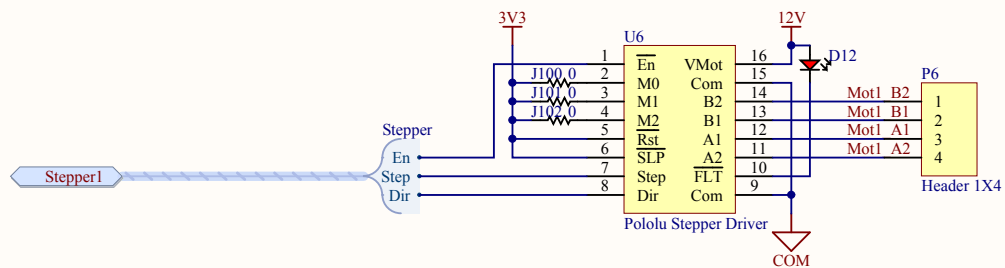 3V3
12V
U6
D12
P6
Stepper1
Stepper
En
Step
Dir
J100 0
J101 0
J102 0
1 En VMot 16
2 M0 Com 15
3 M1 B2 14
4 M2 B1 13
5 Rst A1 12
6 SLP A2 11
7 Step FLT 10
8 Dir Com 9
Mot1 B2 1
Mot1 B1 2
Mot1 A1 3
Mot1 A2 4
Header 1X4
Pololu Stepper Driver
COM